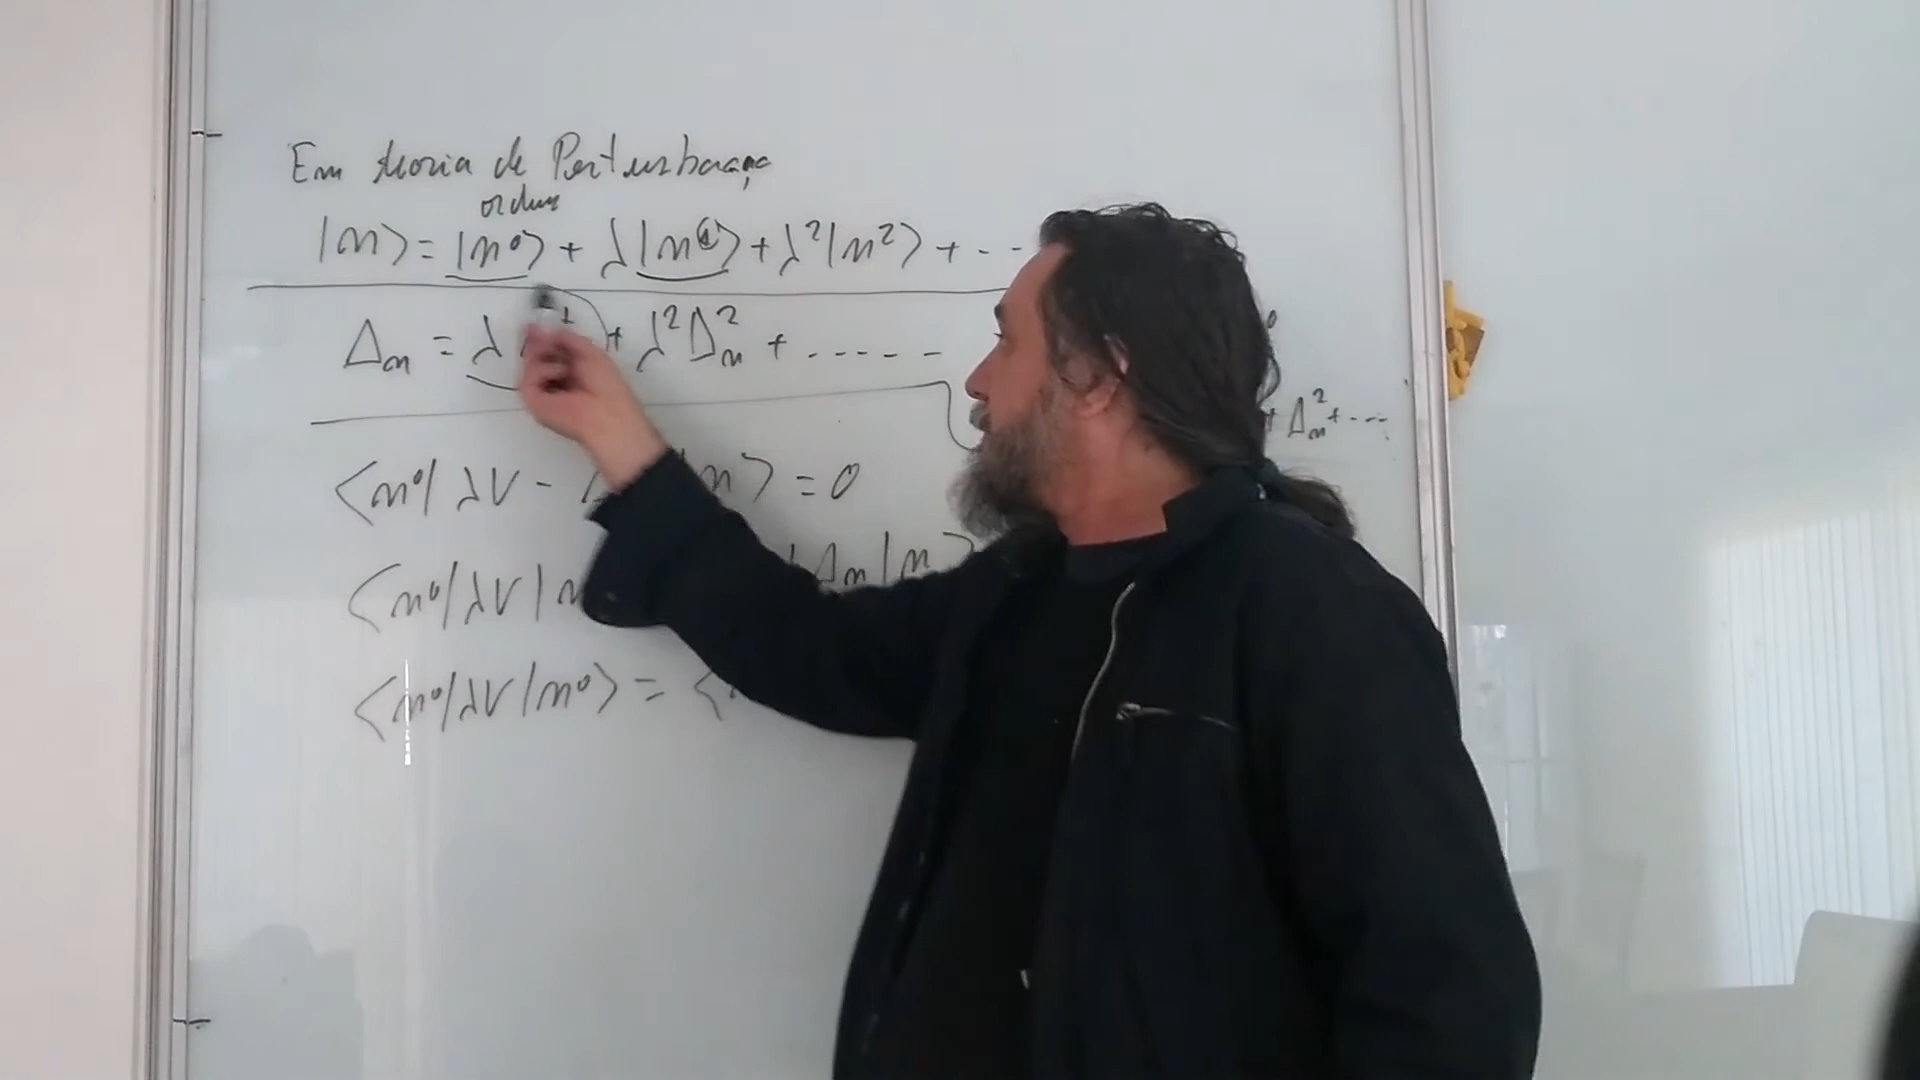 Em teoria de Perturbação
ordem
|n⟩ = |n⁰⟩ + λ|n¹⟩ + λ²|n²⟩ + ...
Δₙ = λ + λ²Δₙ² + ......
+ Δₙ² + ...
⟨n⁰|λV - |n⟩ = 0
⟨n⁰|λV|n Δₙ|n⟩
⟨n⁰|λV|n⁰⟩ = ⟨